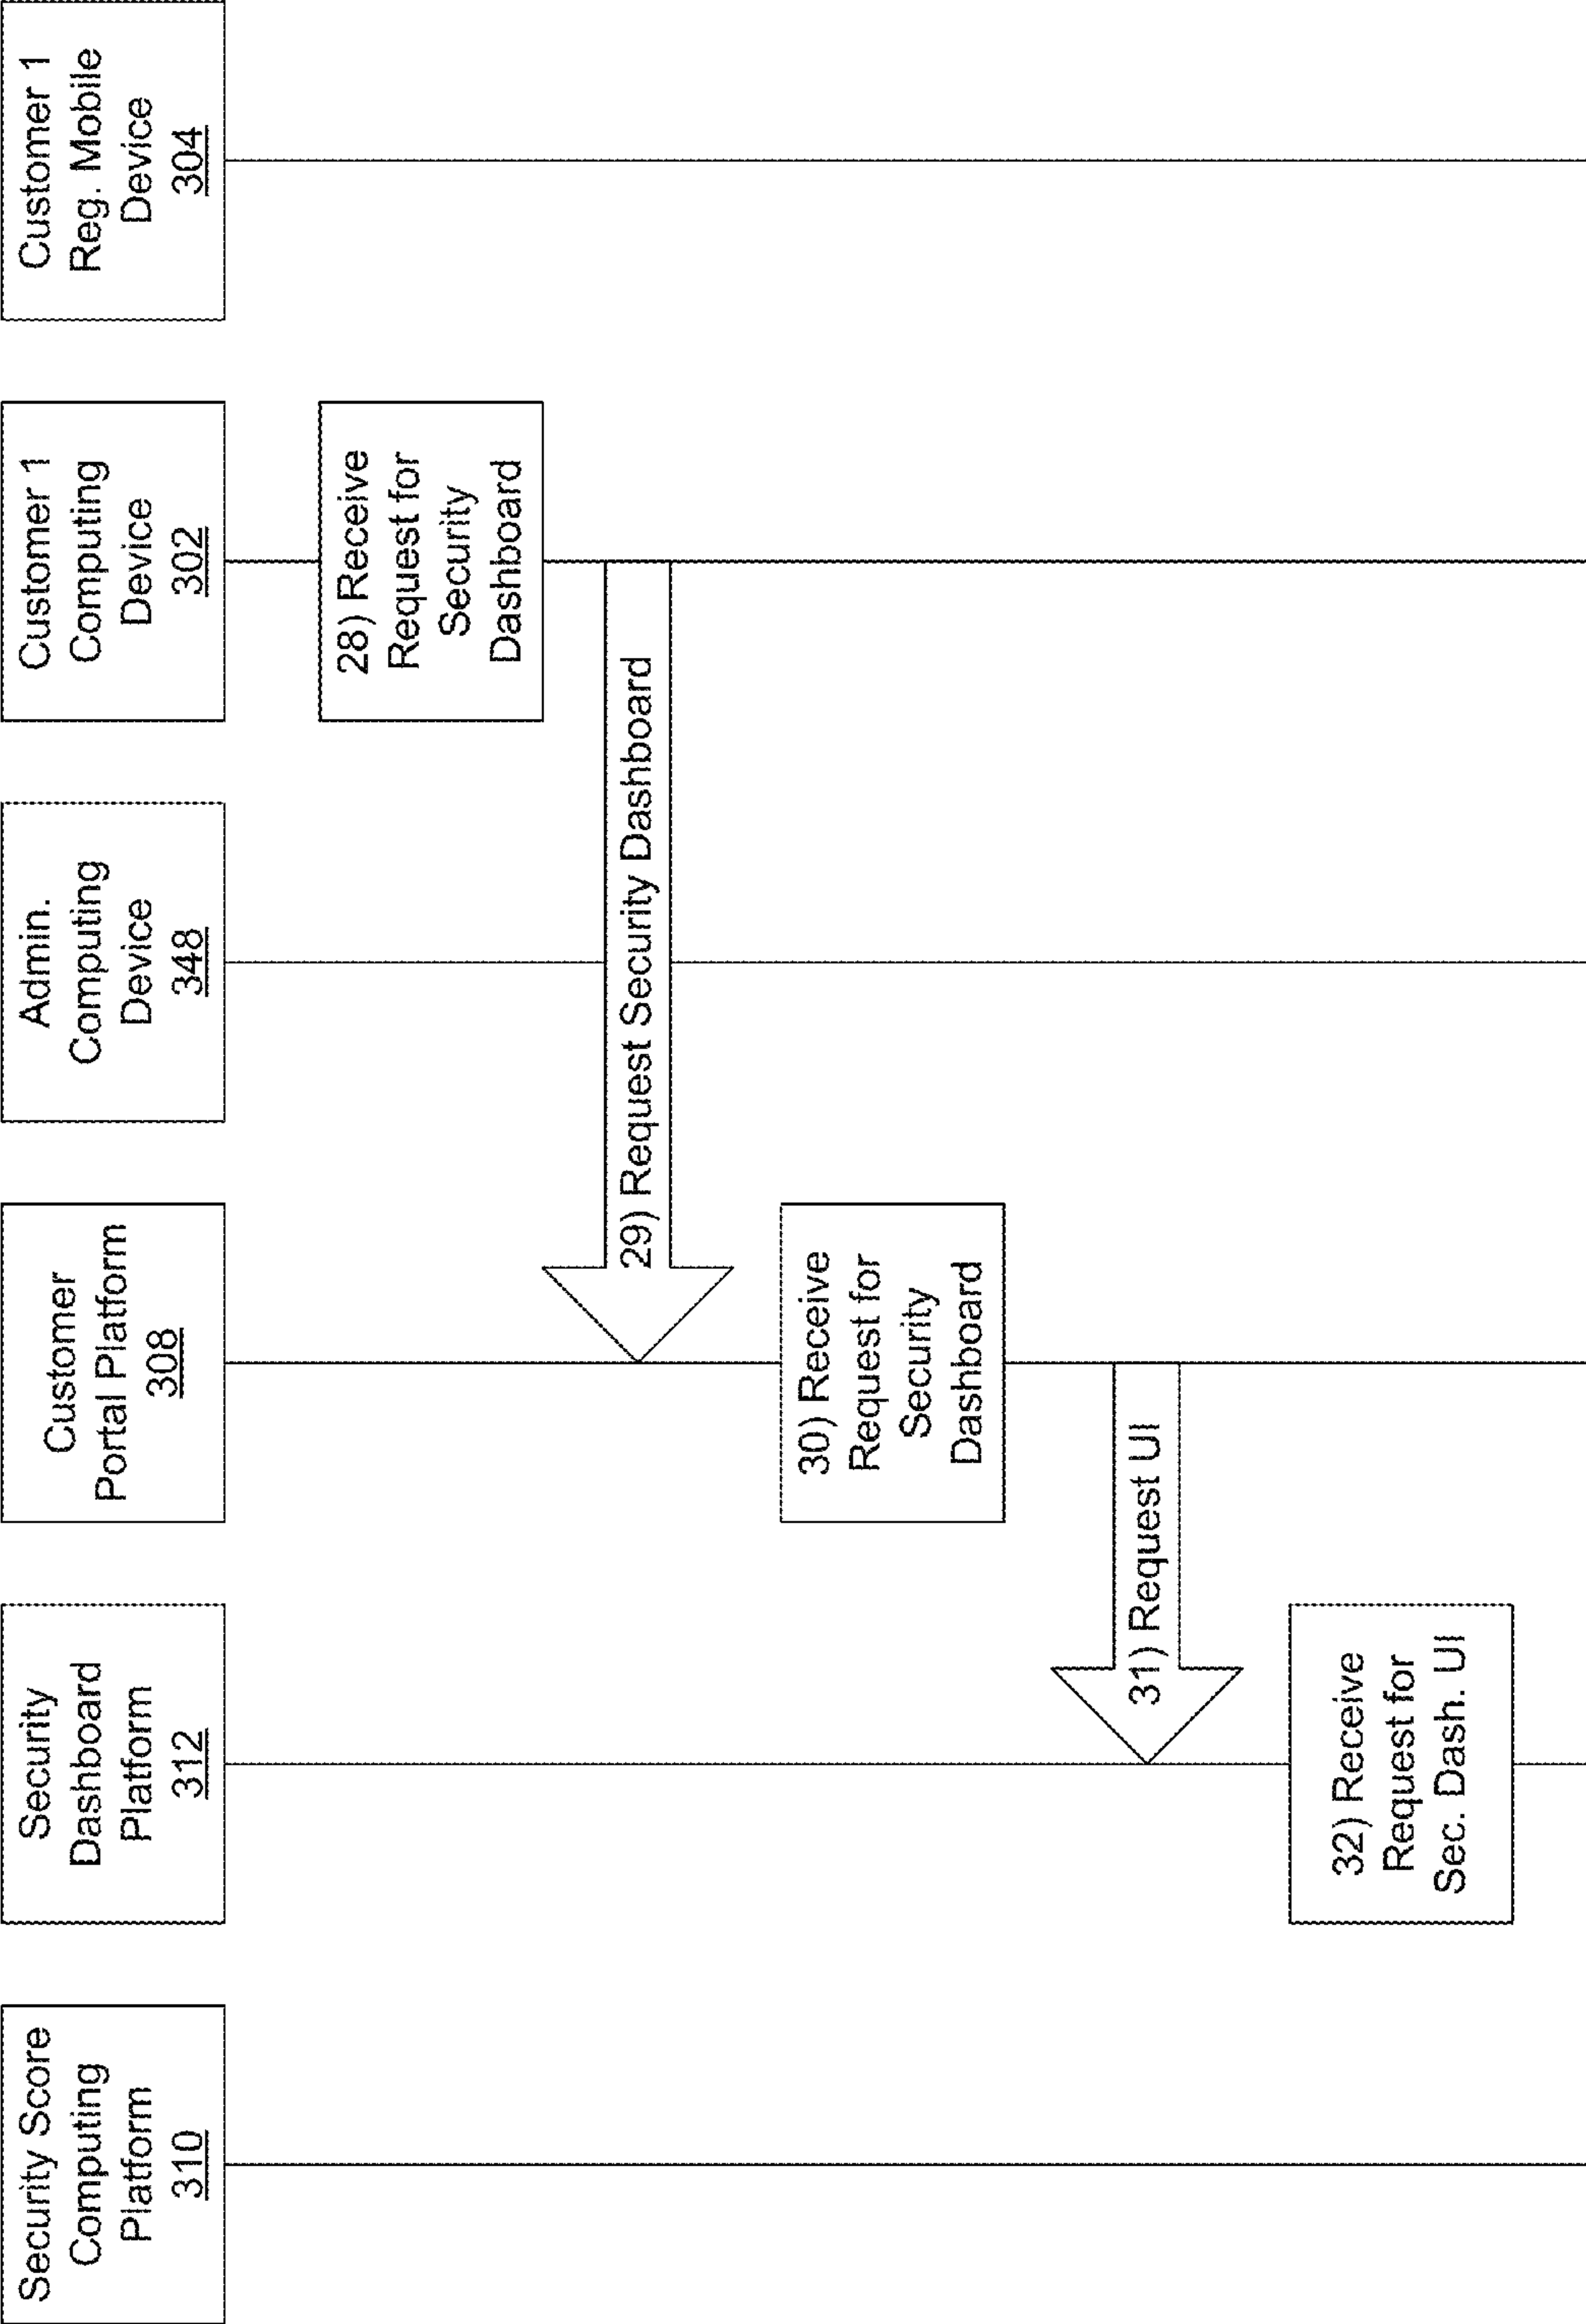 Security Score
Computing
Platform
310
Security
Dashboard
Platform
312
Customer
Portal Platform
308
Admin.
Computing
Device
348
Customer 1
Computing
Device
302
Customer 1
Reg. Mobile
Device
304
28) Receive
Request for
Security
Dashboard
29) Request Security Dashboard
30) Receive
Request for
Security
Dashboard
31) Request UI
32) Receive
Request for
Sec. Dash. UI